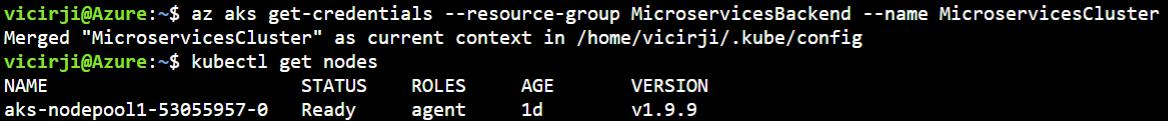 vicirji@Azure:~$ az aks get-credentials --resource-group MicroservicesBackend --name MicroservicesCluster
Merged "MicroservicesCluster" as current context in /home/vicirji/.kube/config
vicirji@Azure:~$ kubectl get nodes
NAME STATUS ROLES AGE VERSION
aks-nodepool1-53055957-0 Ready agent 1d v1.9.9